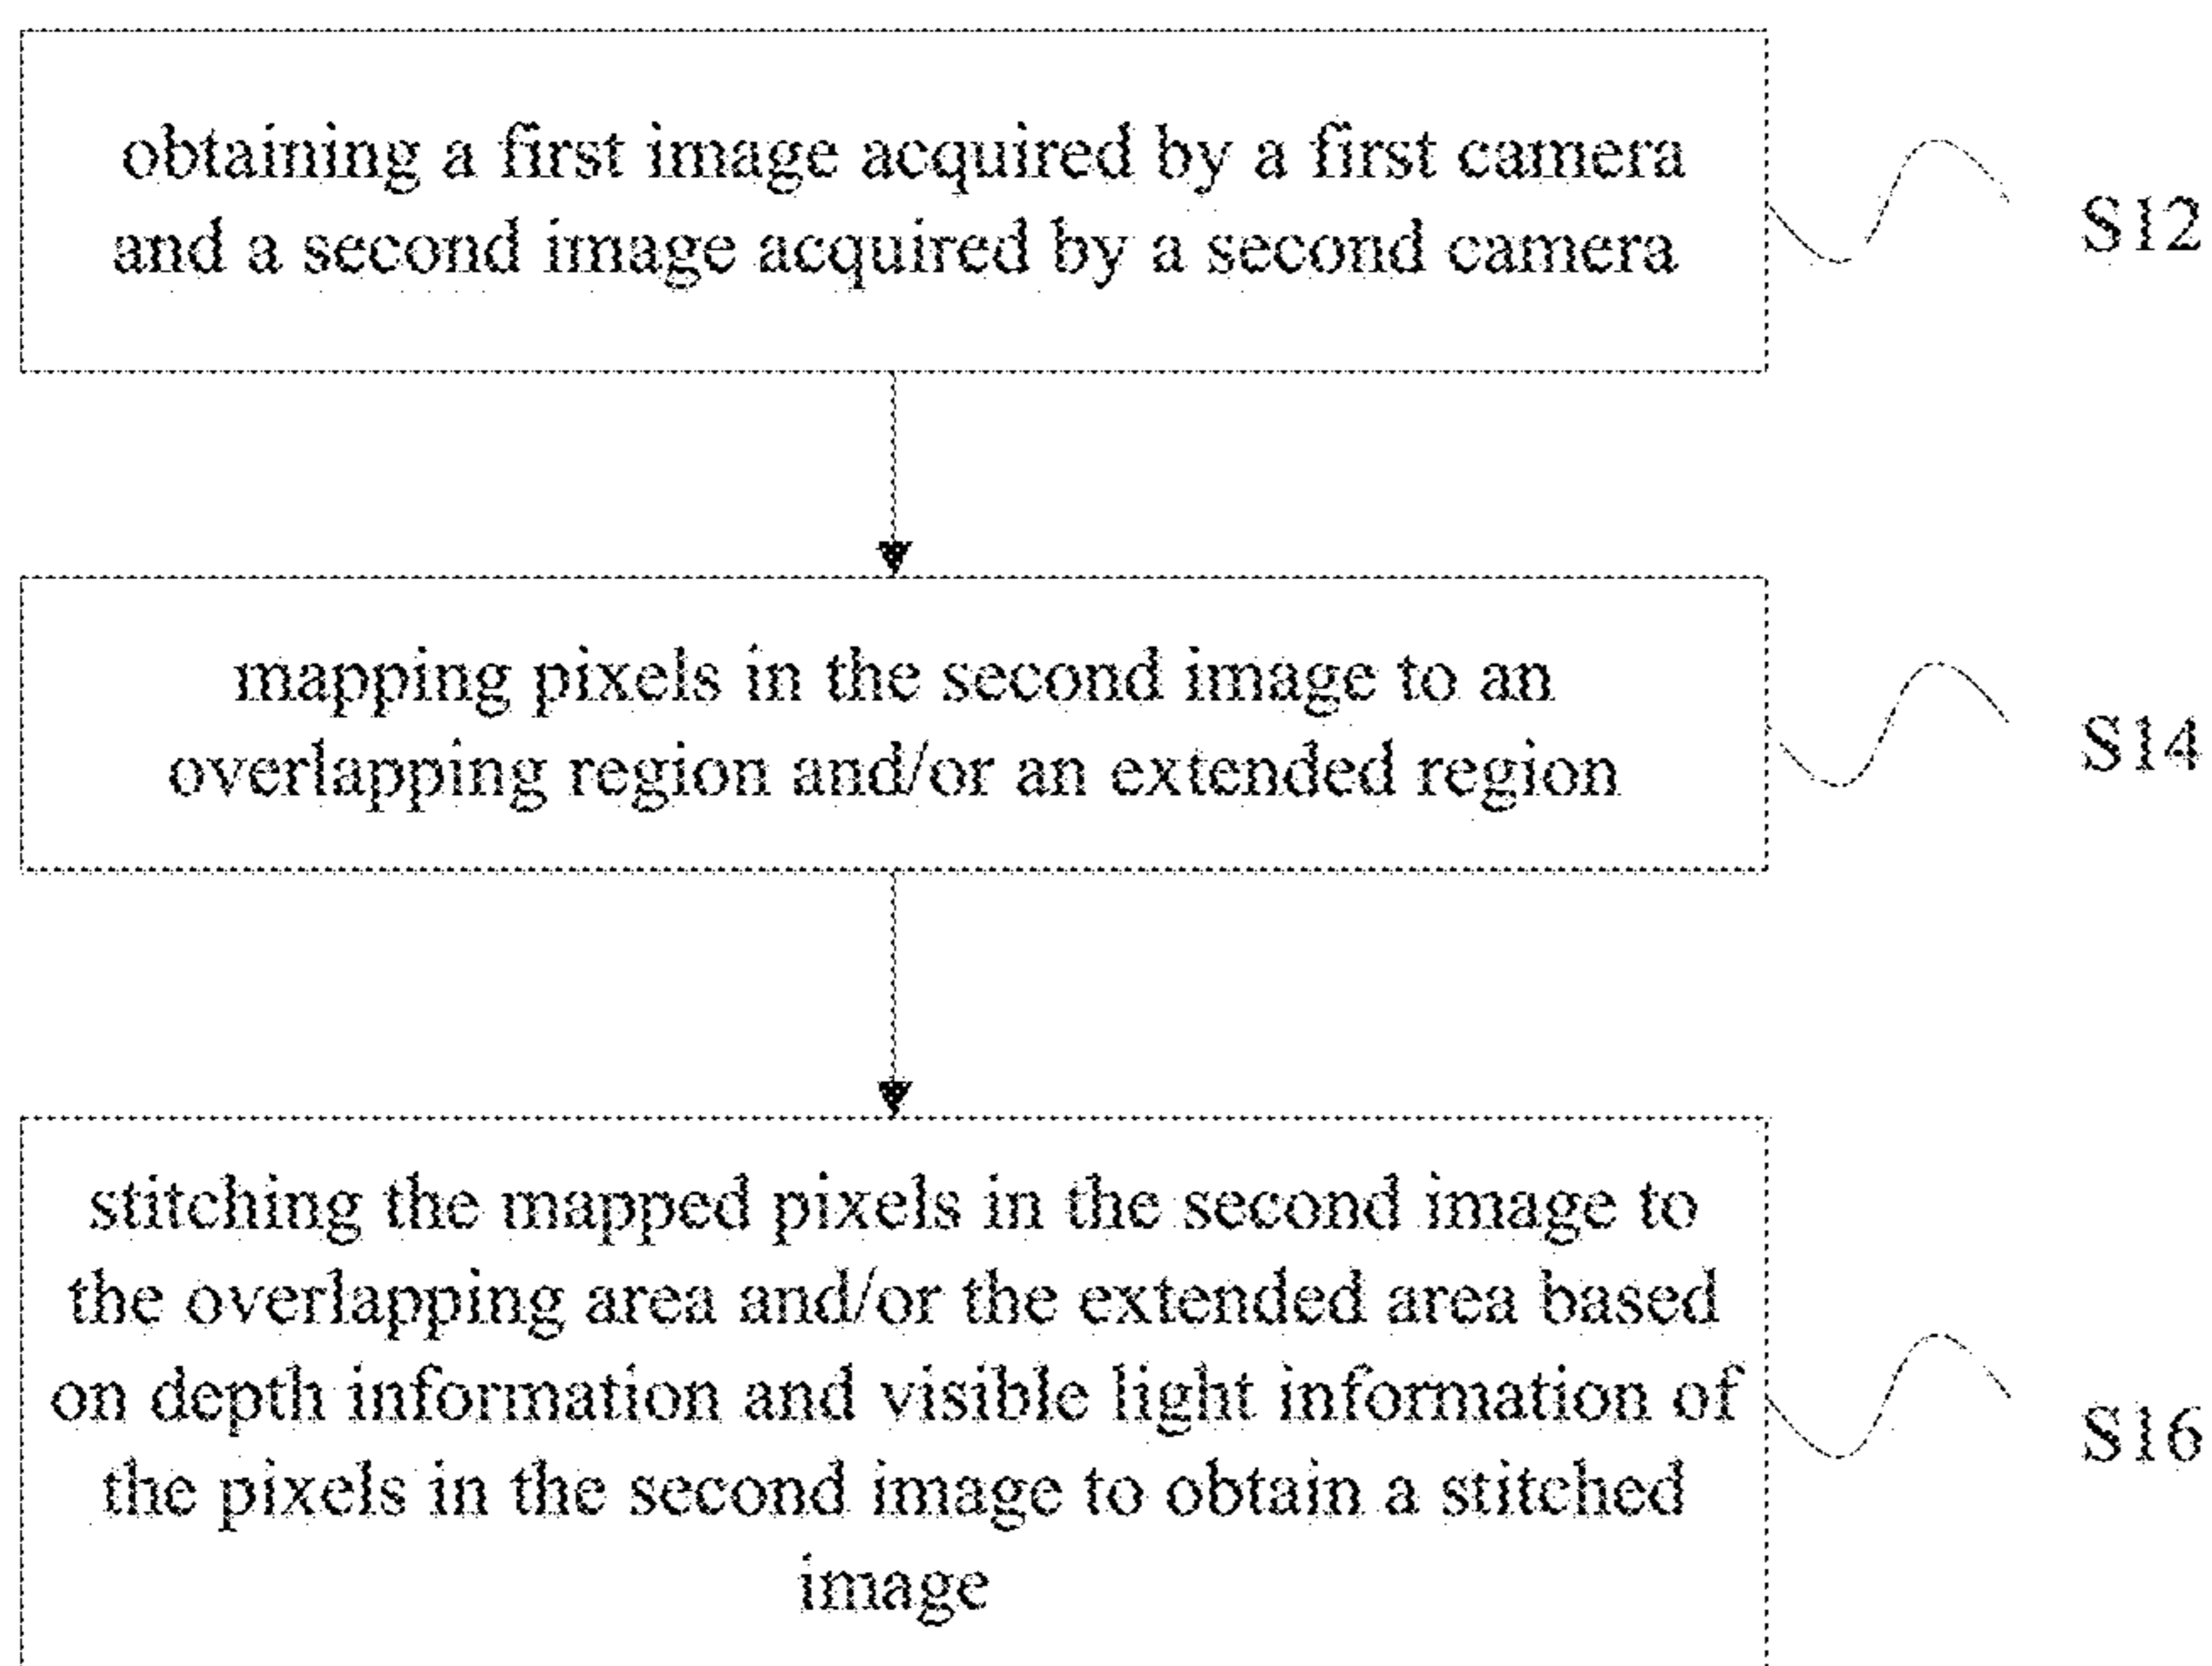 obtaining a first image acquired by a first camera
and a second image acquired by a second camera
S12
mapping pixels in the second image to an
overlapping region and/or an extended region
S14
stitching the mapped pixels in the second image to
the overlapping area and/or the extended area based
on depth information and visible light information of
the pixels in the second image to obtain a stitched
image
S16